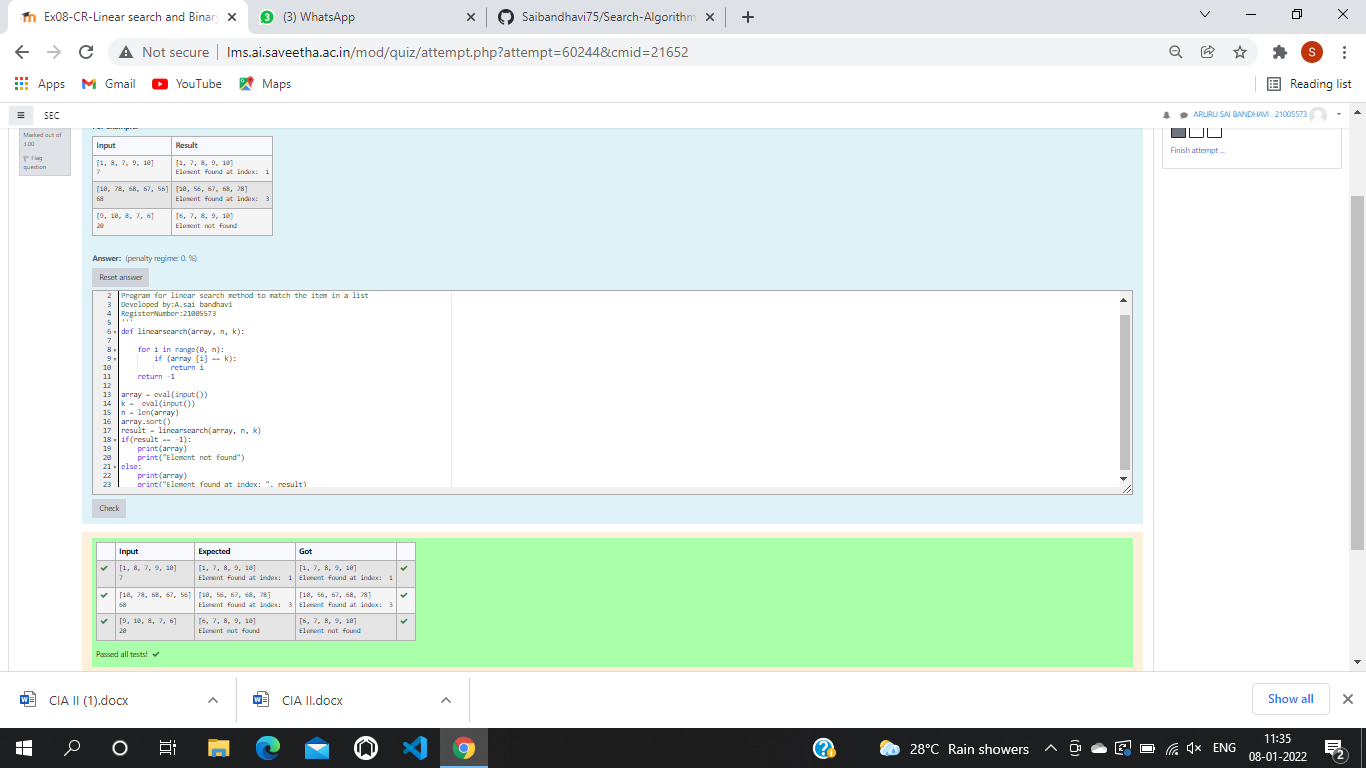 Ex08-CR-Linear search and Binar
(3) WhatsApp
Saibandhavi75/Search-Algorithm
Not secure
lms.ai.saveetha.ac.in/mod/quiz/attempt.php?attempt=60244&cmid=21652
S
Apps
Gmail
YouTube
Maps
Reading list
SEC
ARURU SAI BANDHAVI . 21005573
Marked out of
3.00
Flag
question
Finish attempt ...
Input Result
[1, 8, 7, 9, 10] [1, 7, 8, 9, 10]
7 Element found at index:  1
[10, 78, 68, 67, 56] [10, 56, 67, 68, 78]
68 Element found at index:  3
[9, 10, 8, 7, 6] [6, 7, 8, 9, 10]
20 Element not found
Answer: (penalty regime: 0. %)
Reset answer
2 Program for linear search method to match the item in a list
3 Developed by:A.sai bandhavi
4 RegisterNumber:21005573
5 '''
6 def linearsearch(array, n, k):
7
8     for i in range(0, n):
9         if (array [i] == k):
10             return i
11     return -1
12
13 array = eval(input())
14 k =  eval(input())
15 n = len(array)
16 array.sort()
17 result = linearsearch(array, n, k)
18 if(result == -1):
19     print(array)
20     print("Element not found")
21 else:
22     print(array)
23     print("Element found at index: ", result)
Check
Input Expected Got
[1, 8, 7, 9, 10] [1, 7, 8, 9, 10] [1, 7, 8, 9, 10]
7 Element found at index:  1 Element found at index:  1
[10, 78, 68, 67, 56] [10, 56, 67, 68, 78] [10, 56, 67, 68, 78]
68 Element found at index:  3 Element found at index:  3
[9, 10, 8, 7, 6] [6, 7, 8, 9, 10] [6, 7, 8, 9, 10]
20 Element not found Element not found
Passed all tests!
CIA II (1).docx
CIA II.docx
Show all
28°C Rain showers
ENG
11:35
08-01-2022
2